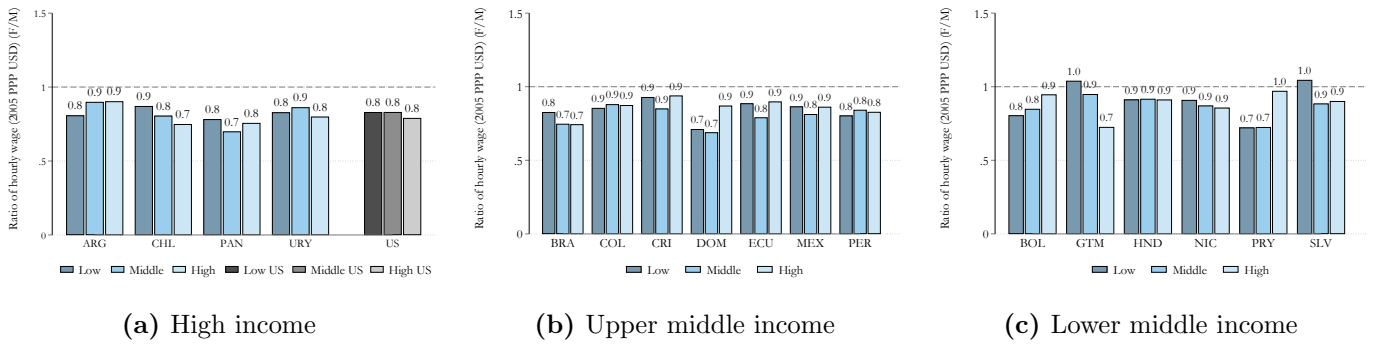 Ratio of hourly wage (2005 PPP USD) (F/M)
1.5
1
.5
0
0.8 0.9 0.9
0.9 0.8 0.7
0.8 0.7 0.8
0.8 0.9 0.8
0.8 0.8 0.8
ARG CHL PAN URY US
Low Middle High Low US Middle US High US
(a) High income
Ratio of hourly wage (2005 PPP USD) (F/M)
1.5
1
.5
0
0.8 0.7 0.7
0.9 0.9 0.9
0.9 0.9 0.9
0.7 0.7 0.9
0.9 0.8 0.9
0.9 0.8 0.9
0.8 0.8 0.8
BRA COL CRI DOM ECU MEX PER
Low Middle High
(b) Upper middle income
Ratio of hourly wage (2005 PPP USD) (F/M)
1.5
1
.5
0
0.8 0.8 0.9
1.0 0.9 0.7
0.9 0.9 0.9
0.9 0.9 0.9
0.7 0.7 1.0
1.0 0.9 0.9
BOL GTM HND NIC PRY SLV
Low Middle High
(c) Lower middle income